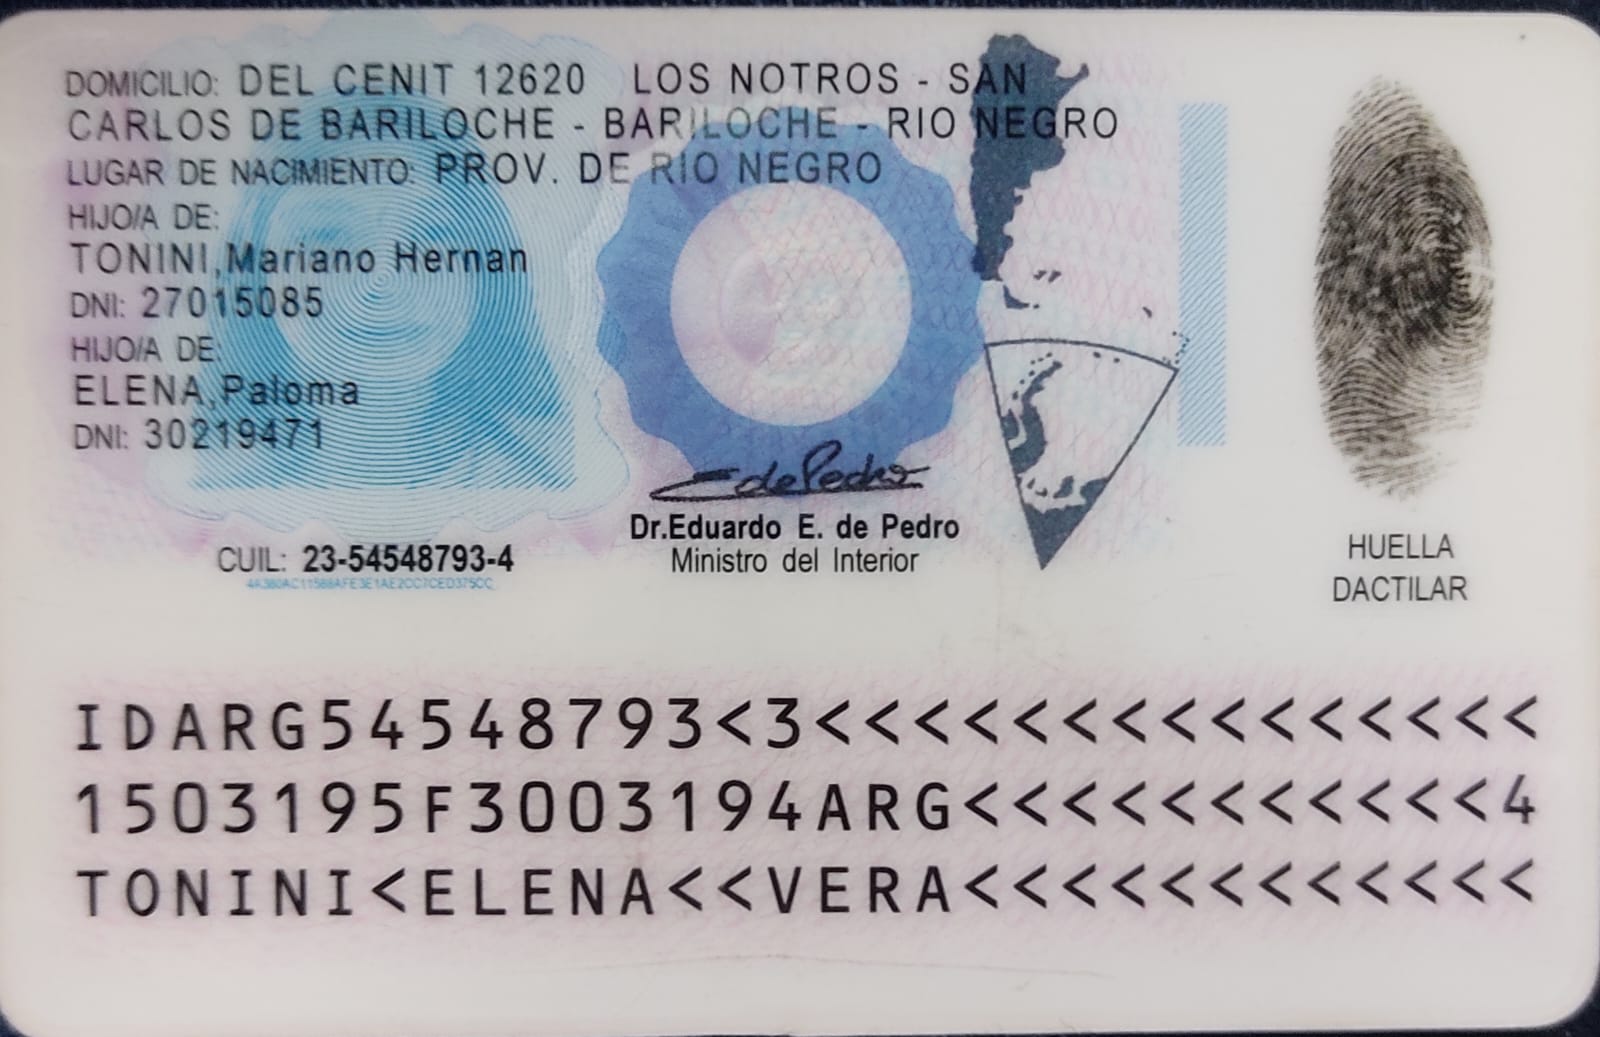 DOMICILIO: DEL CENIT 12620 LOS NOTROS - SAN
CARLOS DE BARILOCHE - BARILOCHE - RIO NEGRO
LUGAR DE NACIMIENTO: PROV. DE RIO NEGRO
HIJO/A DE:
TONINI,Mariano Hernan
DNI: 27015085
HIJO/A DE:
ELENA,Paloma
DNI: 30219471
EdePedro
Dr.Eduardo E. de Pedro
Ministro del Interior
CUIL: 23-54548793-4
HUELLA
DACTILAR
IDARG54548793<3<<<<<<<<<<<<<<<
1503195F3003194ARG<<<<<<<<<<<4
TONINI<ELENA<<VERA<<<<<<<<<<<<